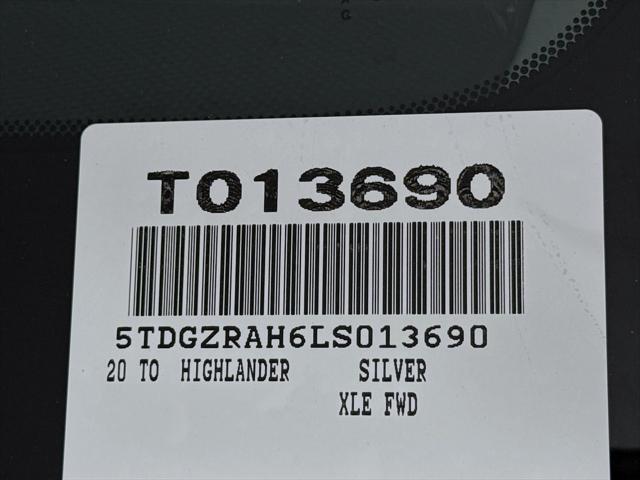 T013690
5TDGZRAH6LS013690
20 TO HIGHLANDER SILVER
XLE FWD